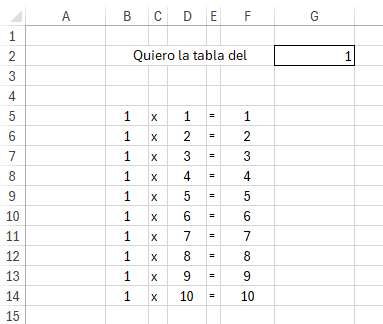 A B C D E F G
1
2 Quiero la tabla del 1
3
4
5 1 x 1 = 1
6 1 x 2 = 2
7 1 x 3 = 3
8 1 x 4 = 4
9 1 x 5 = 5
10 1 x 6 = 6
11 1 x 7 = 7
12 1 x 8 = 8
13 1 x 9 = 9
14 1 x 10 = 10
15